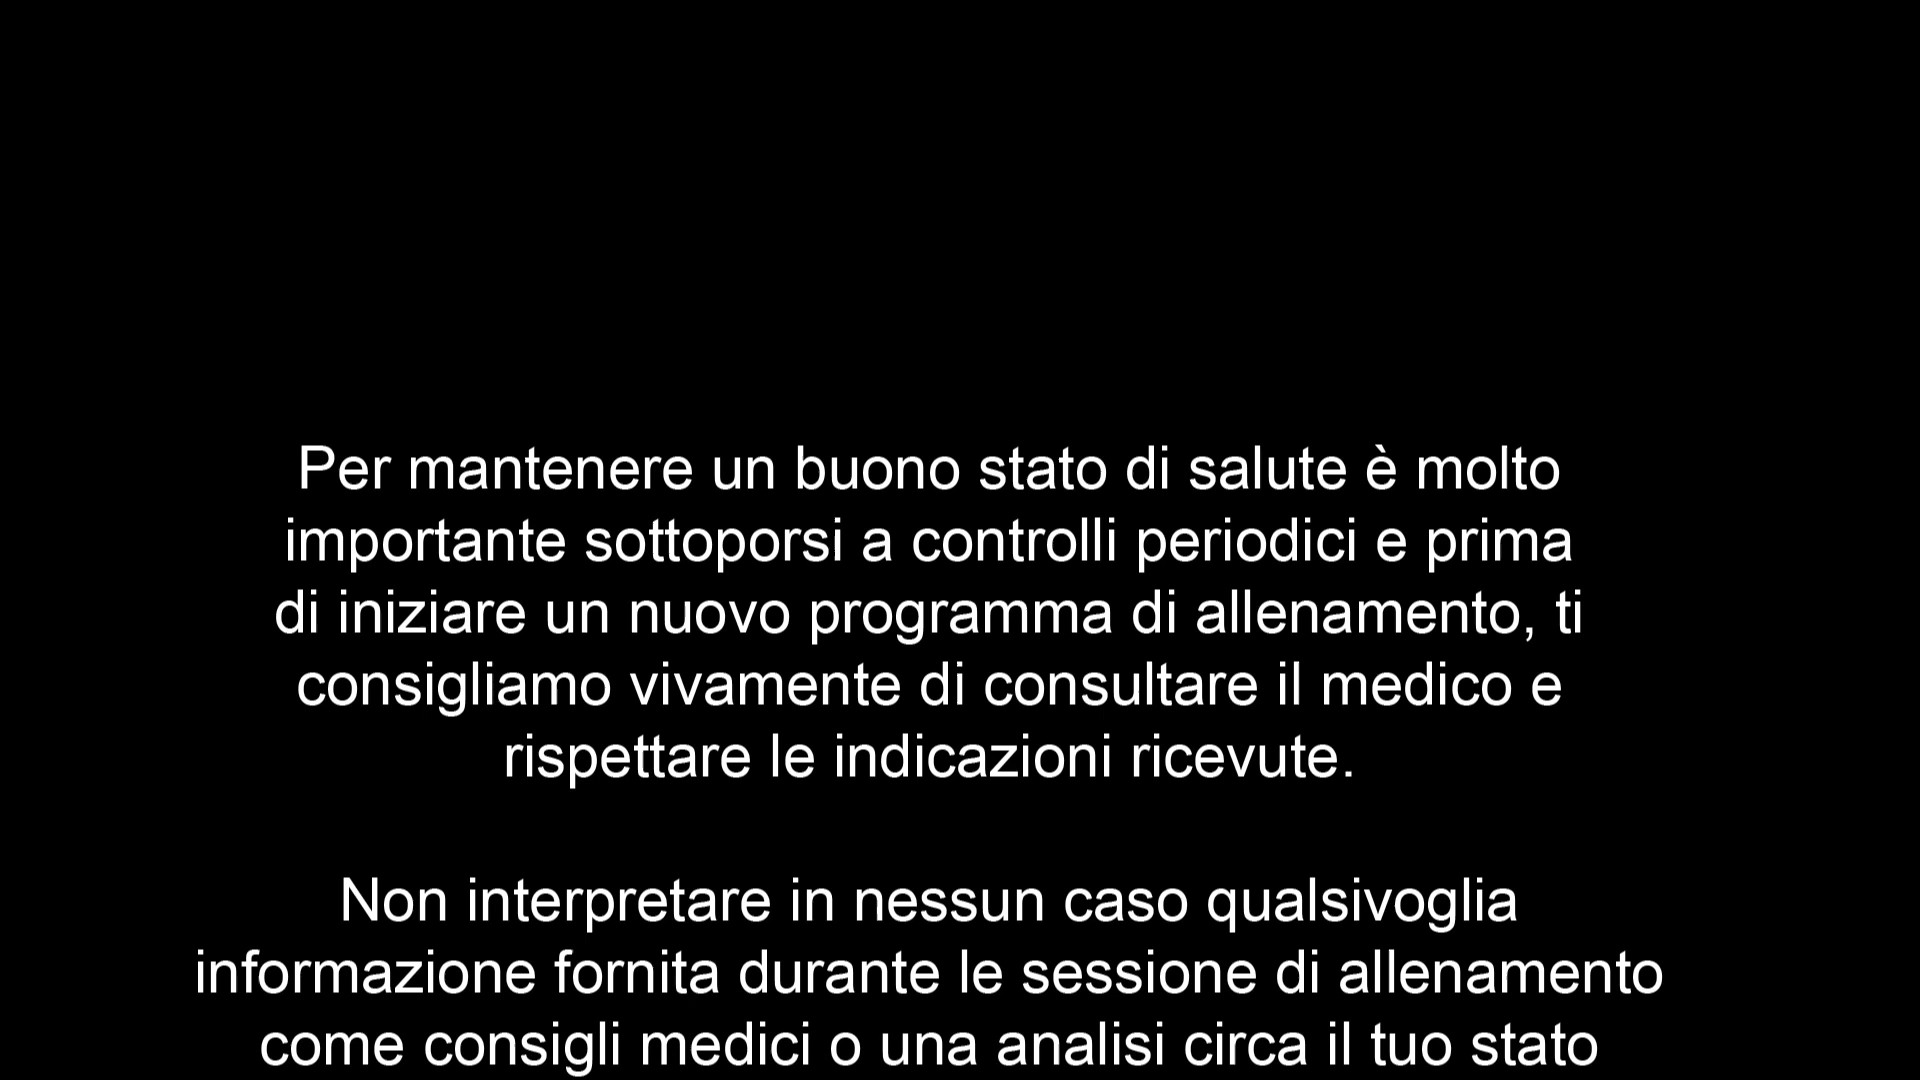 Per mantenere un buono stato di salute è molto
importante sottoporsi a controlli periodici e prima
di iniziare un nuovo programma di allenamento, ti
consigliamo vivamente di consultare il medico e
rispettare le indicazioni ricevute.
Non interpretare in nessun caso qualsivoglia
informazione fornita durante le sessione di allenamento
come consigli medici o una analisi circa il tuo stato